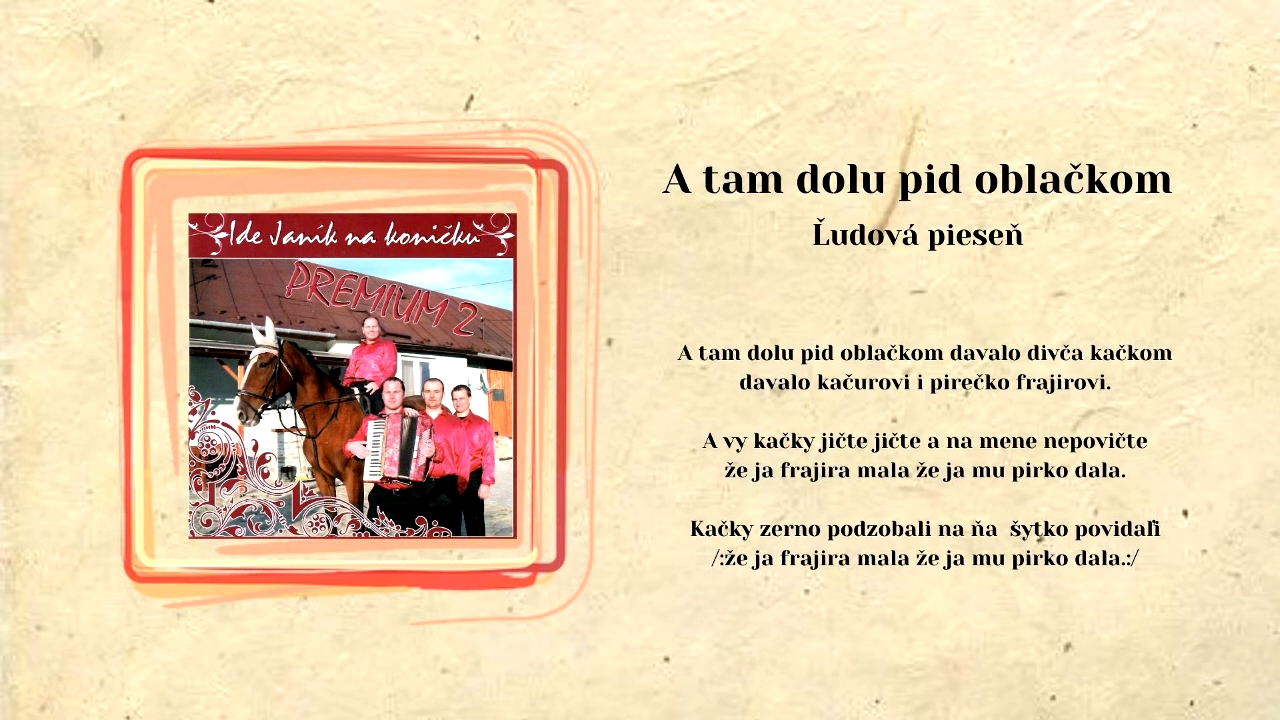 Ide Janík na koníčku
PREMIUM 2
A tam dolu pid oblačkom
Ľudová pieseň
A tam dolu pid oblačkom davalo divča kačkom
davalo kačurovi i pirečko frajirovi.
A vy kačky jičte jičte a na mene nepovičte
že ja frajira mala že ja mu pirko dala.
Kačky zerno podzobali na ňa šytko povidaľi
/:že ja frajira mala že ja mu pirko dala.:/